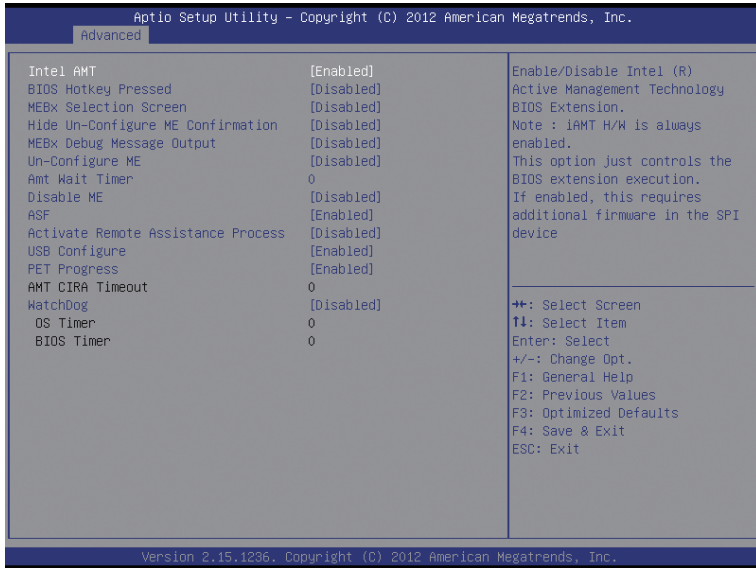 Aptio Setup Utility – Copyright (C) 2012 American Megatrends, Inc.
Advanced
Intel AMT [Enabled]
BIOS Hotkey Pressed [Disabled]
MEBx Selection Screen [Disabled]
Hide Un-Configure ME Confirmation [Disabled]
MEBx Debug Message Output [Disabled]
Un-Configure ME [Disabled]
Amt Wait Timer 0
Disable ME [Disabled]
ASF [Enabled]
Activate Remote Assistance Process [Disabled]
USB Configure [Enabled]
PET Progress [Enabled]
AMT CIRA Timeout 0
WatchDog [Disabled]
OS Timer 0
BIOS Timer 0
Enable/Disable Intel (R)
Active Management Technology
BIOS Extension.
Note : iAMT H/W is always
enabled.
This option just controls the
BIOS extension execution.
If enabled, this requires
additional firmware in the SPI
device
→←: Select Screen
↑↓: Select Item
Enter: Select
+/-: Change Opt.
F1: General Help
F2: Previous Values
F3: Optimized Defaults
F4: Save & Exit
ESC: Exit
Version 2.15.1236. Copyright (C) 2012 American Megatrends, Inc.